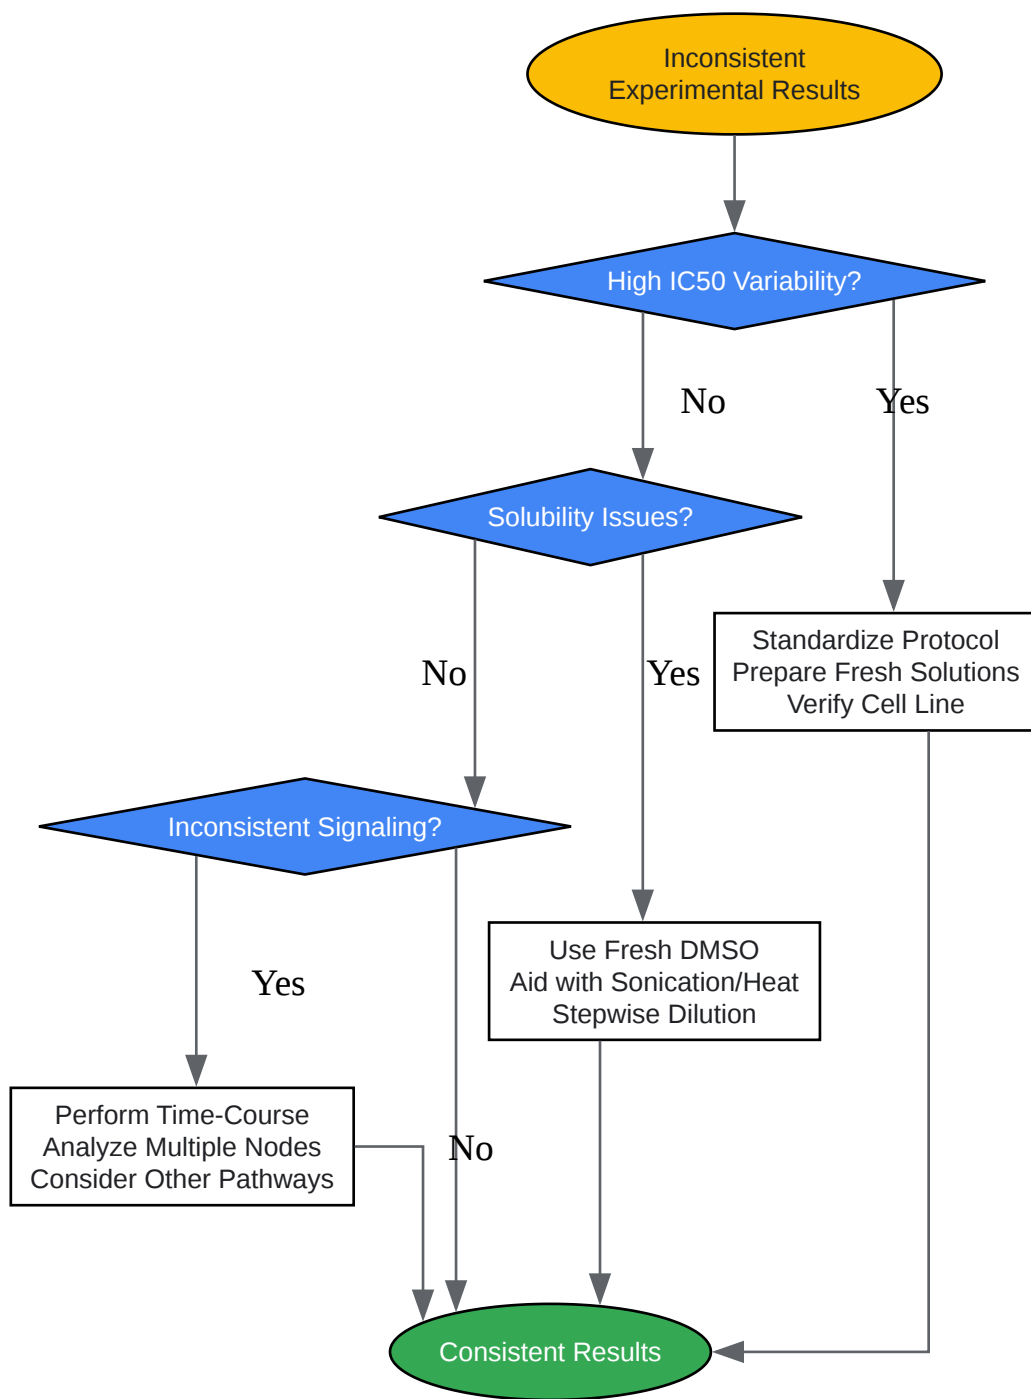 Inconsistent
Experimental Results
High IC50 Variability?
No
Yes
Solubility Issues?
No
Yes
Standardize Protocol
Prepare Fresh Solutions
Verify Cell Line
Inconsistent Signaling?
Yes
Use Fresh DMSO
Aid with Sonication/Heat
Stepwise Dilution
Perform Time-Course
Analyze Multiple Nodes
Consider Other Pathways
No
Consistent Results